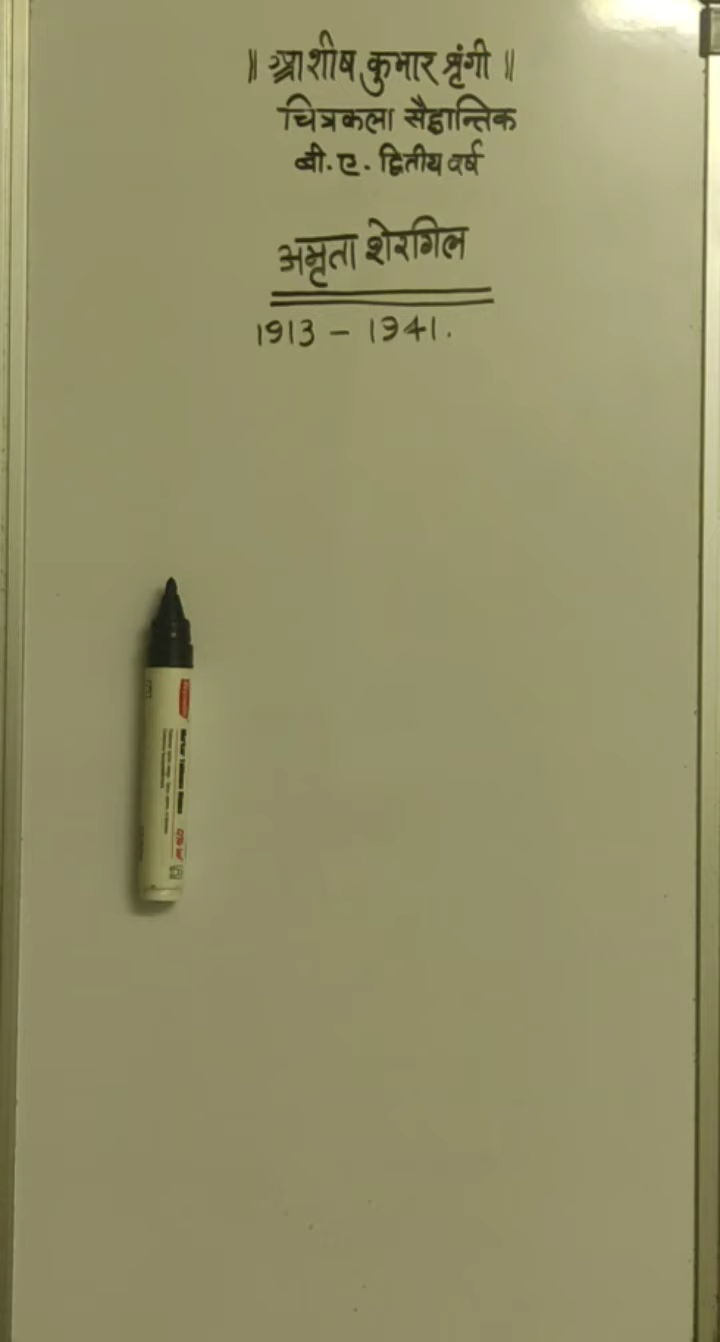 ॥ आशीष कुमार श्रृंगी ॥
चित्रकला सैद्धान्तिक
बी. ए. द्वितीय वर्ष
अमृता शेरगिल
1913 - 1941.